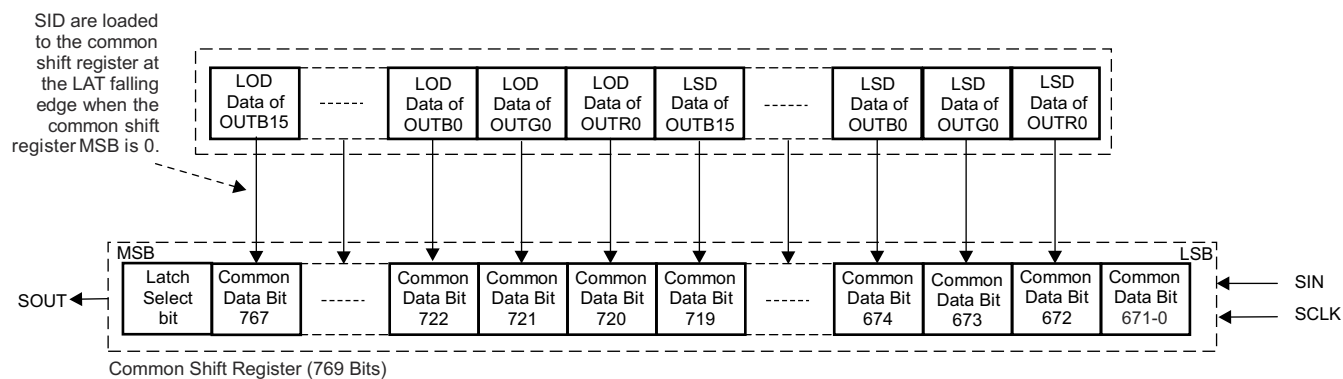 SID are loaded
to the common
shift register at
the LAT falling
edge when the
common shift
register MSB is 0.
LOD
Data of
OUTB15
LOD
Data of
OUTB0
LOD
Data of
OUTG0
LOD
Data of
OUTR0
LSD
Data of
OUTB15
LSD
Data of
OUTB0
LSD
Data of
OUTG0
LSD
Data of
OUTR0
MSB
LSB
SOUT
Latch
Select
bit
Common
Data Bit
767
Common
Data Bit
722
Common
Data Bit
721
Common
Data Bit
720
Common
Data Bit
719
Common
Data Bit
674
Common
Data Bit
673
Common
Data Bit
672
Common
Data Bit
671-0
SIN
SCLK
Common Shift Register (769 Bits)